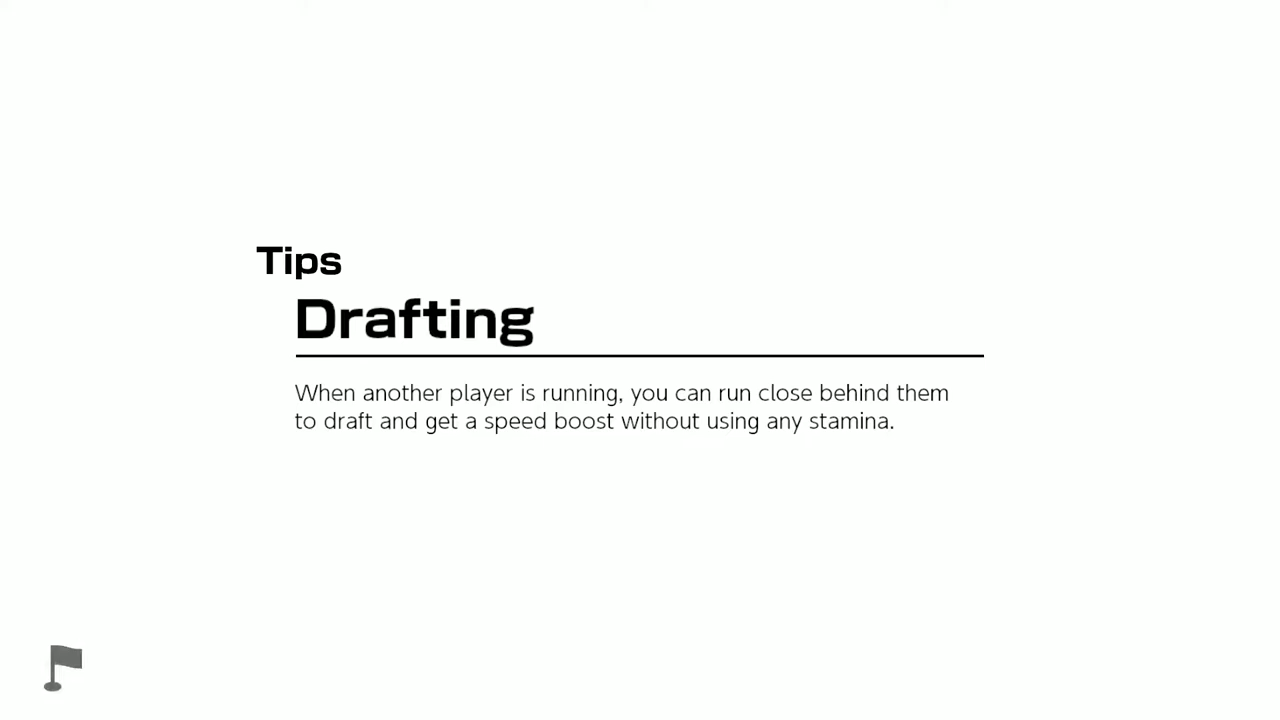 Tips
Drafting
When another player is running, you can run close behind them
to draft and get a speed boost without using any stamina.